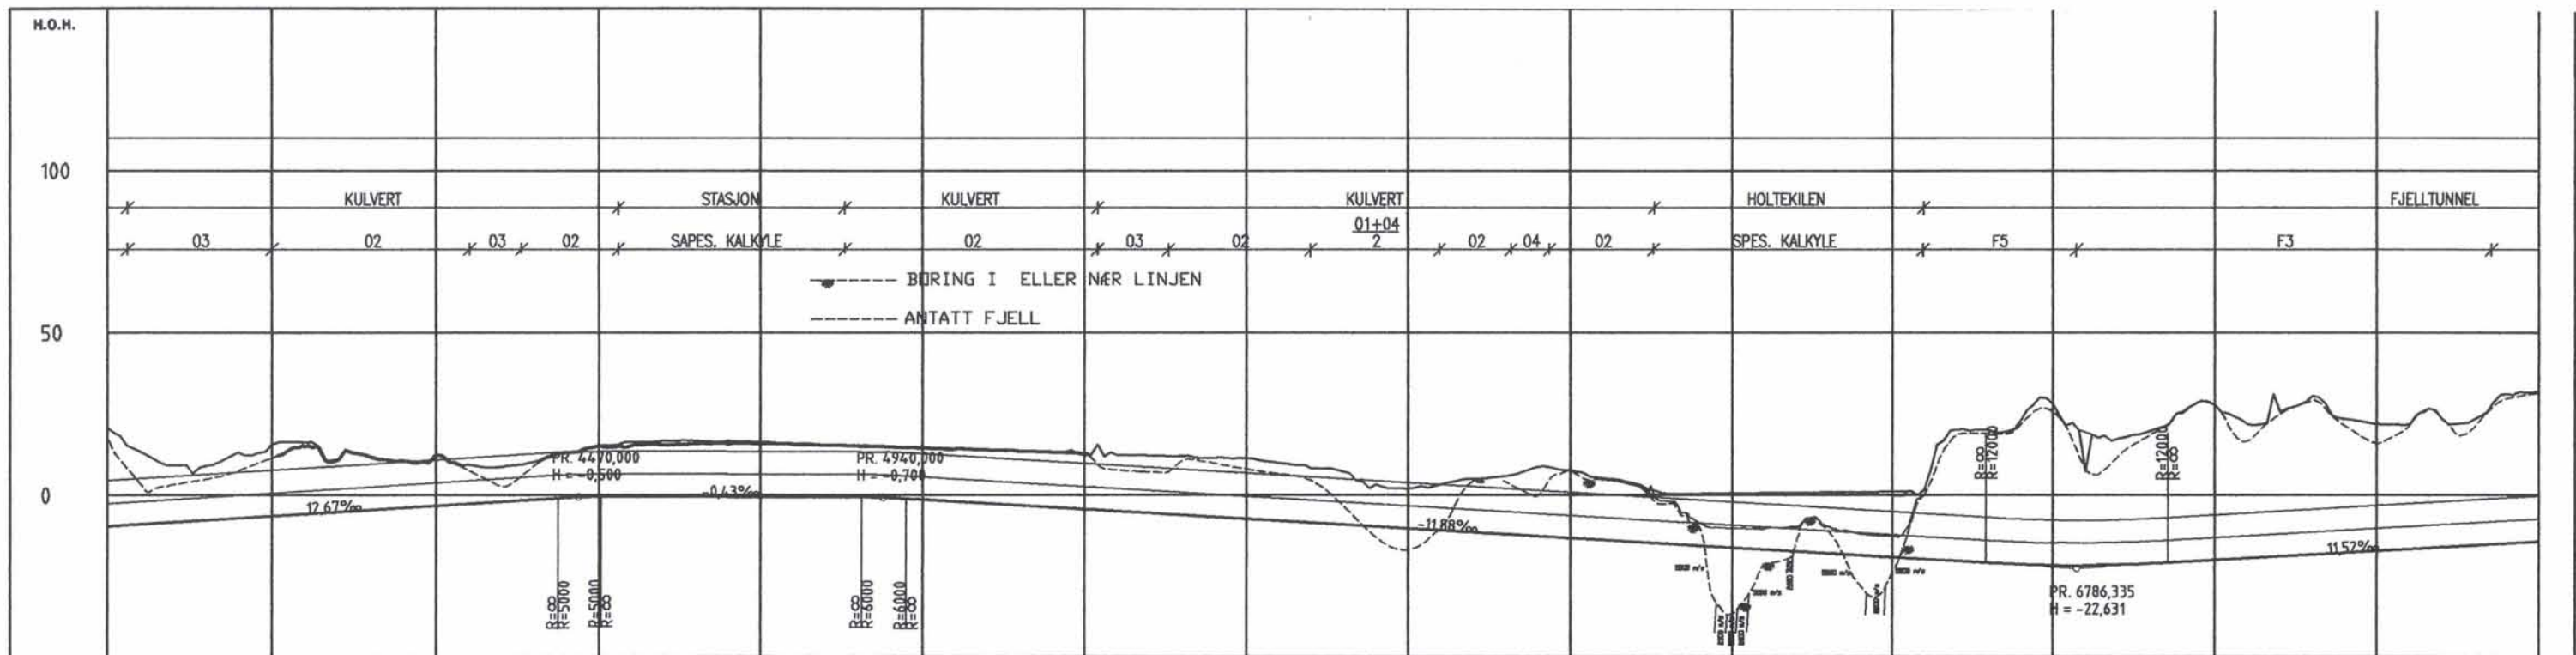 H.O.H.
100
KULVERT STASJON KULVERT KULVERT HOLTEKILEN FJELLTUNNEL
01+04
03 02 03 02 SAPES. KALKYLE 02 03 02 2 02 04 02 SPES. KALKYLE F5 F3
BORING I ELLER NÆR LINJEN
ANTATT FJELL
50
R=∞
R=12000
R=12000
R=∞
PR. 4470,000
H = -0,500
PR. 4940,000
H = -0,700
0
12,67‰
-0,43‰
-11,88‰
11,52‰
R=∞
R=5000
R=5000
R=∞
R=∞
R=6000
R=6000
R=∞
PR. 6786,335
H = -22,631